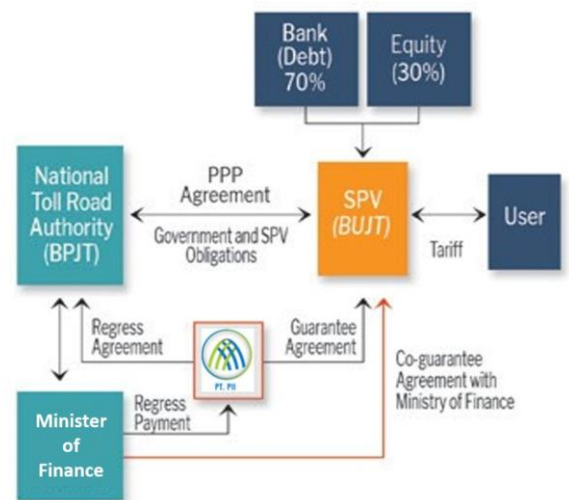 Bank
(Debt)
70%
Equity
(30%)
National
Toll Road
Authority
(BPJT)
PPP
Agreement
Government and SPV
Obligations
SPV
(BUJT)
Tariff
User
Regress
Agreement
PT. PII
Guarantee
Agreement
Co-guarantee
Agreement with
Ministry of Finance
Minister
of
Finance
Regress
Payment